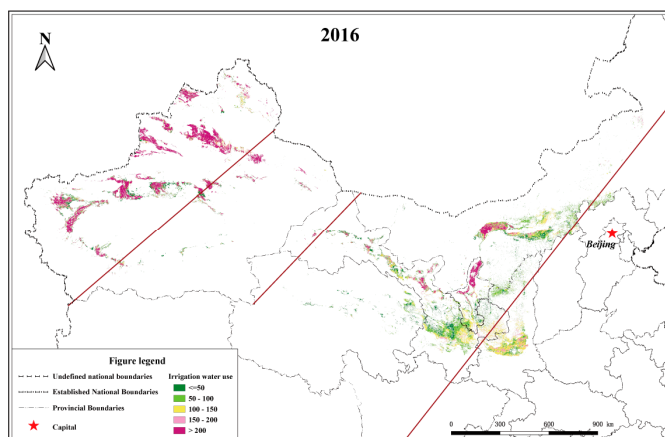 2016
N
Beijing
Figure legend
Undefined national boundaries
Established National Boundaries
Provincial Boundaries
Capital
Irrigation water use
<=50
50 - 100
100 - 150
150 - 200
> 200
0 300 600 900 km